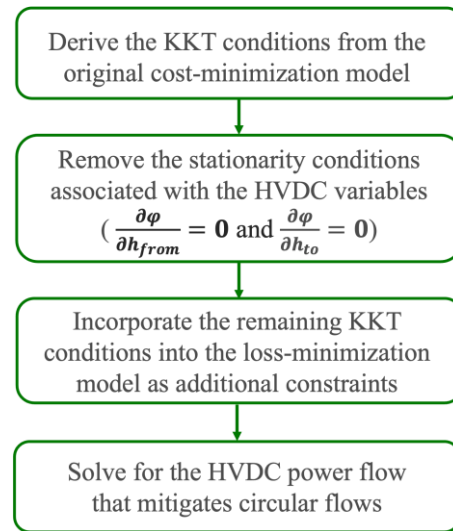 Derive the KKT conditions from the
original cost-minimization model
Remove the stationarity conditions
associated with the HVDC variables
( ∂φ/∂h_from = 0 and ∂φ/∂h_to = 0)
Incorporate the remaining KKT
conditions into the loss-minimization
model as additional constraints
Solve for the HVDC power flow
that mitigates circular flows